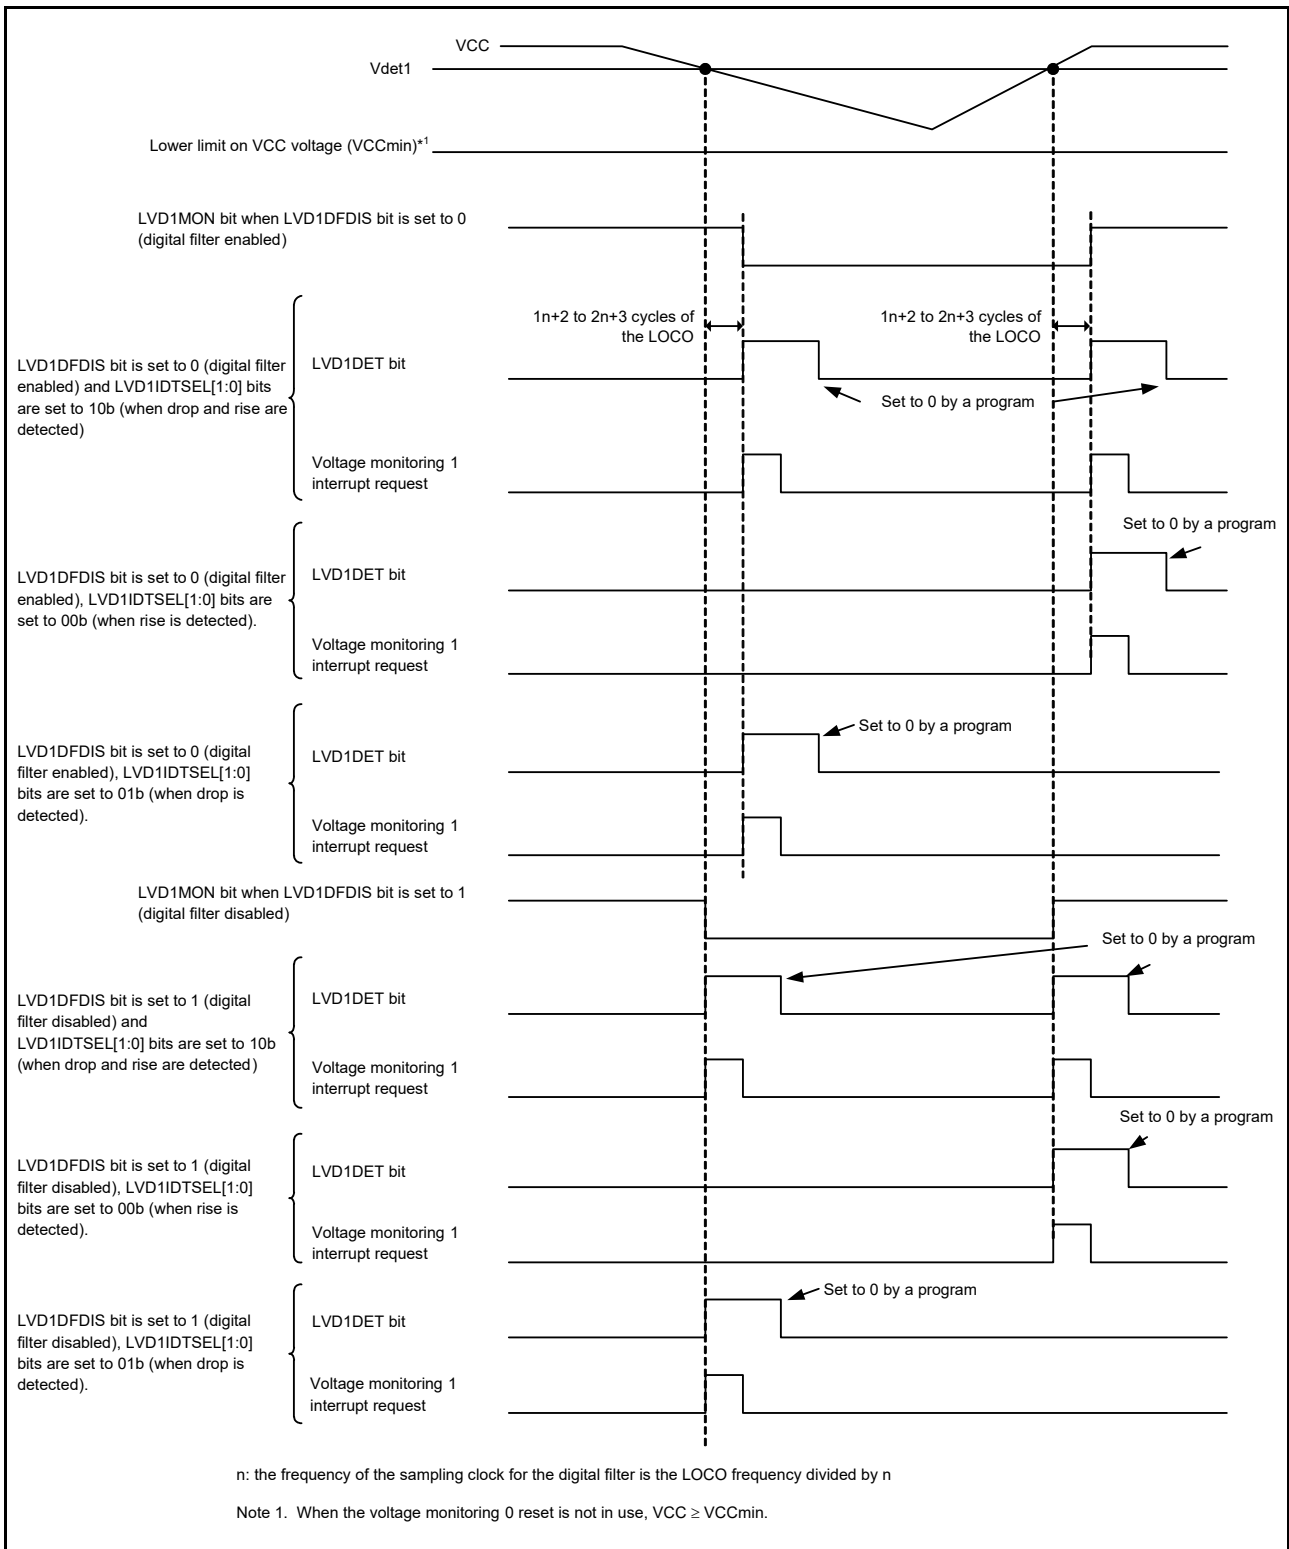 VCC
Vdet1
Lower limit on VCC voltage (VCCmin)*1
LVD1MON bit when LVD1DFDIS bit is set to 0
(digital filter enabled)
1n+2 to 2n+3 cycles of
the LOCO
1n+2 to 2n+3 cycles of
the LOCO
LVD1DFDIS bit is set to 0 (digital filter
enabled) and LVD1IDTSEL[1:0] bits
are set to 10b (when drop and rise are
detected)
LVD1DET bit
Set to 0 by a program
Voltage monitoring 1
interrupt request
Set to 0 by a program
LVD1DFDIS bit is set to 0 (digital filter
enabled), LVD1IDTSEL[1:0] bits are
set to 00b (when rise is detected).
LVD1DET bit
Voltage monitoring 1
interrupt request
Set to 0 by a program
LVD1DFDIS bit is set to 0 (digital
filter enabled), LVD1IDTSEL[1:0]
bits are set to 01b (when drop is
detected).
LVD1DET bit
Voltage monitoring 1
interrupt request
LVD1MON bit when LVD1DFDIS bit is set to 1
(digital filter disabled)
Set to 0 by a program
LVD1DFDIS bit is set to 1 (digital
filter disabled) and
LVD1IDTSEL[1:0] bits are set to 10b
(when drop and rise are detected)
LVD1DET bit
Voltage monitoring 1
interrupt request
Set to 0 by a program
LVD1DFDIS bit is set to 1 (digital
filter disabled), LVD1IDTSEL[1:0]
bits are set to 00b (when rise is
detected).
LVD1DET bit
Voltage monitoring 1
interrupt request
Set to 0 by a program
LVD1DFDIS bit is set to 1 (digital
filter disabled), LVD1IDTSEL[1:0]
bits are set to 01b (when drop is
detected).
LVD1DET bit
Voltage monitoring 1
interrupt request
n: the frequency of the sampling clock for the digital filter is the LOCO frequency divided by n
Note 1. When the voltage monitoring 0 reset is not in use, VCC ≥ VCCmin.